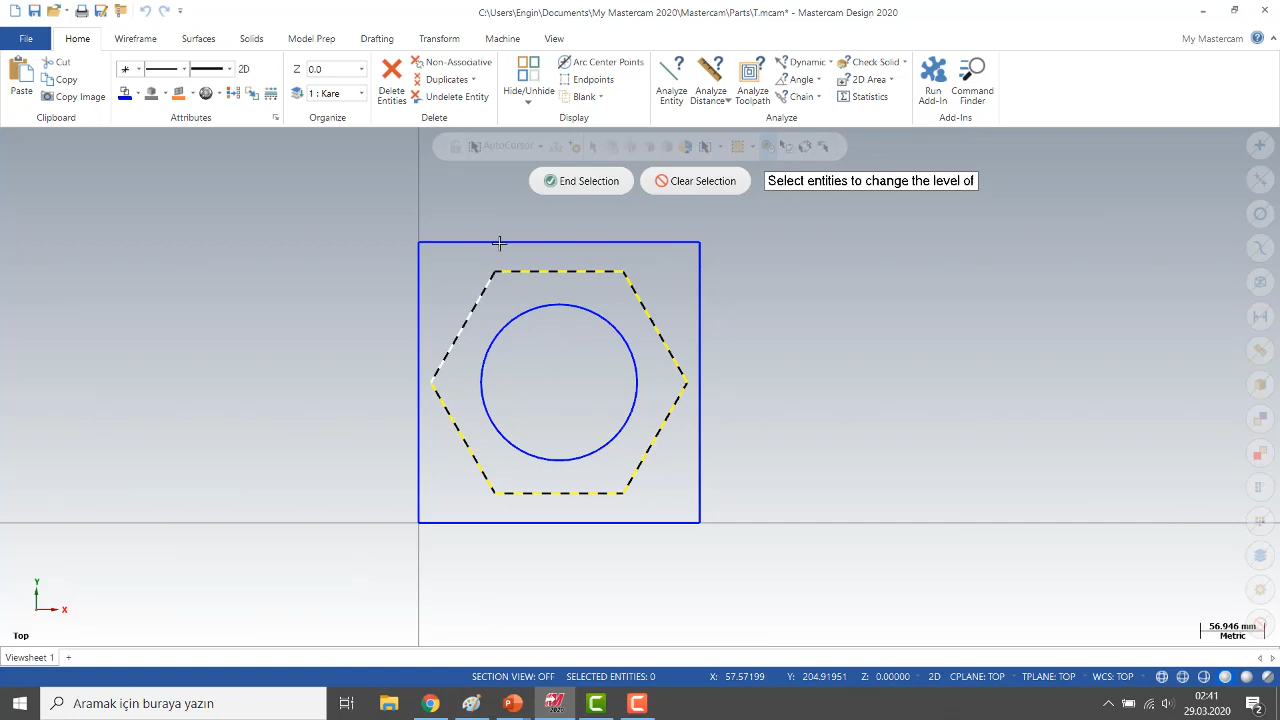 C:\Users\Engin\Documents\My Mastercam 2020\Mastercam\Parts\T.mcam* - Mastercam Design 2020
File Home Wireframe Surfaces Solids Model Prep Drafting Transform Machine View My Mastercam
Cut 2D Z 0.0 Non-Associative Arc Center Points Dynamic Check Solid
Copy Duplicates Endpoints Angle 2D Area
Paste Copy Image 1 : Kare Delete Entities Undelete Entity Hide/Unhide Blank Analyze Entity Analyze Distance Analyze Toolpath Chain Statistics Run Add-In Command Finder
Clipboard Attributes Organize Delete Display Analyze Add-Ins
AutoCursor
End Selection Clear Selection Select entities to change the level of
Y
X
Top
56.946 mm
Metric
Viewsheet 1 +
SECTION VIEW: OFF SELECTED ENTITIES: 0 X: 57.57199 Y: 204.91951 Z: 0.00000 2D CPLANE: TOP TPLANE: TOP WCS: TOP
Aramak için buraya yazın 2020 02:41
29.03.2020 2